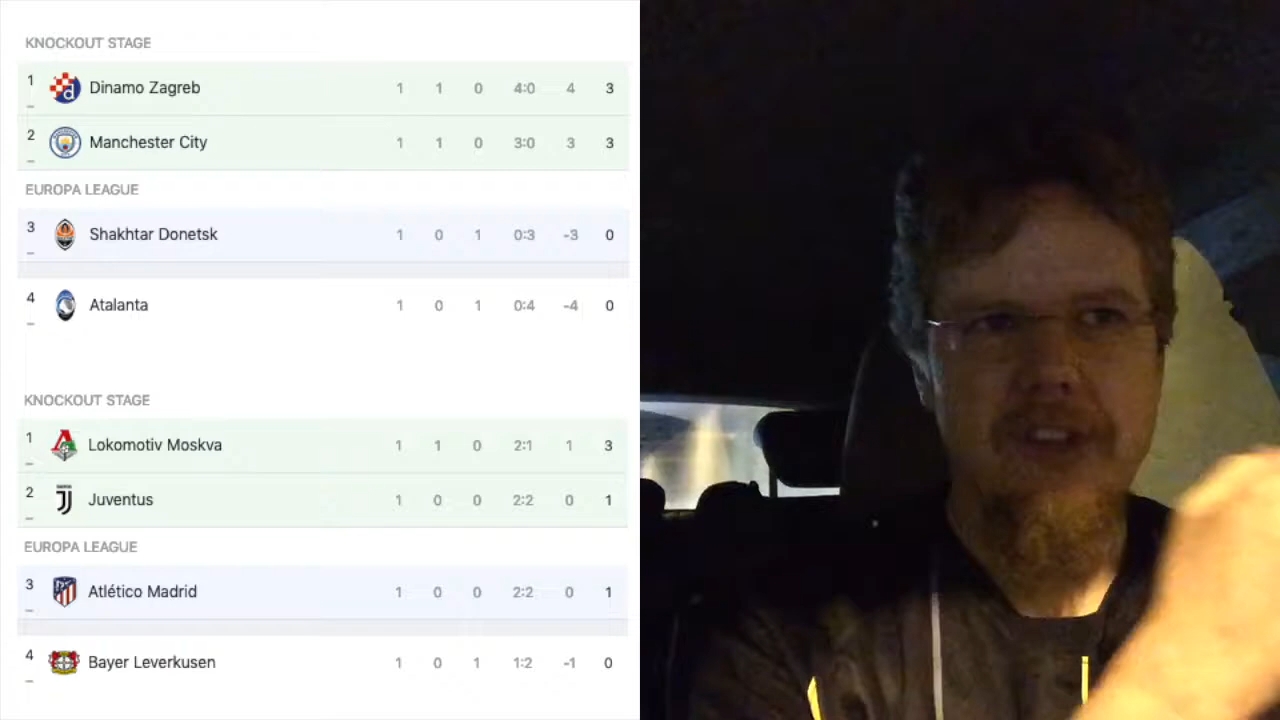 KNOCKOUT STAGE
1 Dinamo Zagreb 1 1 0 4:0 4 3
2 Manchester City 1 1 0 3:0 3 3
EUROPA LEAGUE
3 Shakhtar Donetsk 1 0 1 0:3 -3 0
4 Atalanta 1 0 1 0:4 -4 0
KNOCKOUT STAGE
1 Lokomotiv Moskva 1 1 0 2:1 1 3
2 Juventus 1 0 0 2:2 0 1
EUROPA LEAGUE
3 Atlético Madrid 1 0 0 2:2 0 1
4 Bayer Leverkusen 1 0 1 1:2 -1 0